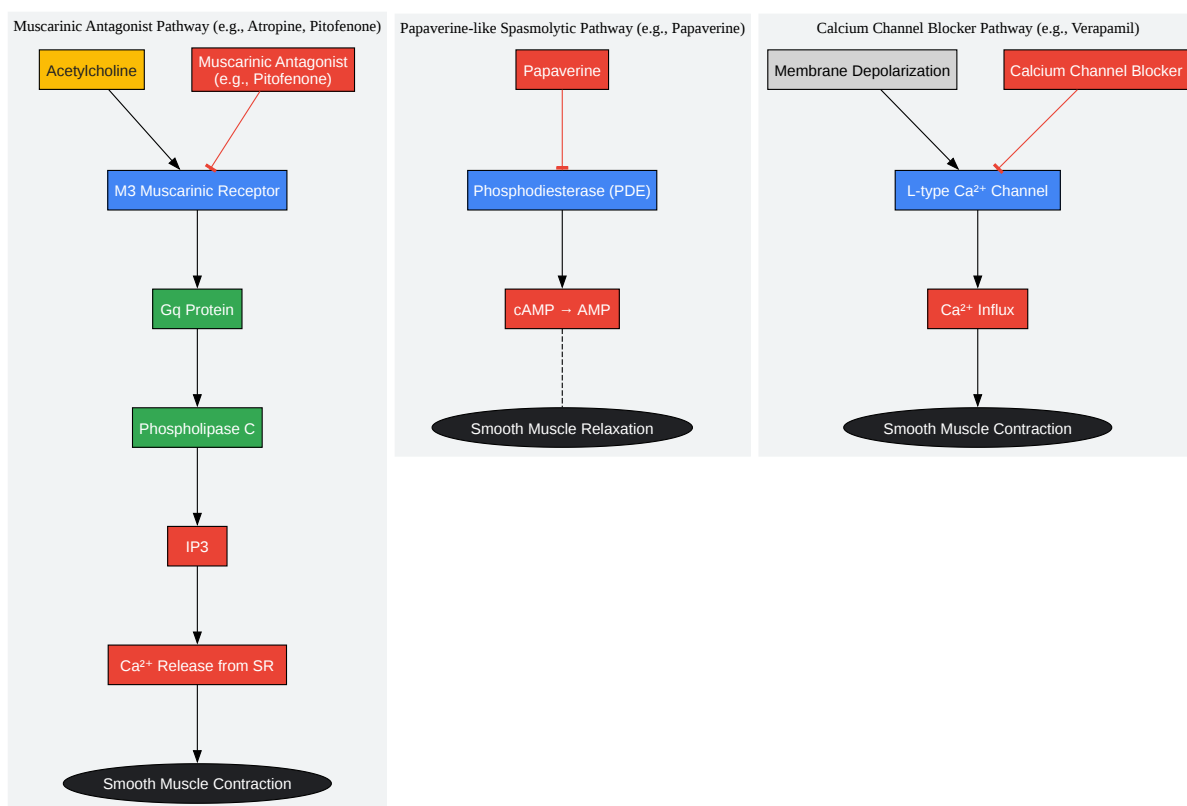 Muscarinic Antagonist Pathway (e.g., Atropine, Pitofenone)
Acetylcholine
Muscarinic Antagonist
(e.g., Pitofenone)
M3 Muscarinic Receptor
Gq Protein
Phospholipase C
IP3
Ca²⁺ Release from SR
Smooth Muscle Contraction
Papaverine-like Spasmolytic Pathway (e.g., Papaverine)
Papaverine
Phosphodiesterase (PDE)
cAMP → AMP
Smooth Muscle Relaxation
Calcium Channel Blocker Pathway (e.g., Verapamil)
Membrane Depolarization
Calcium Channel Blocker
L-type Ca²⁺ Channel
Ca²⁺ Influx
Smooth Muscle Contraction